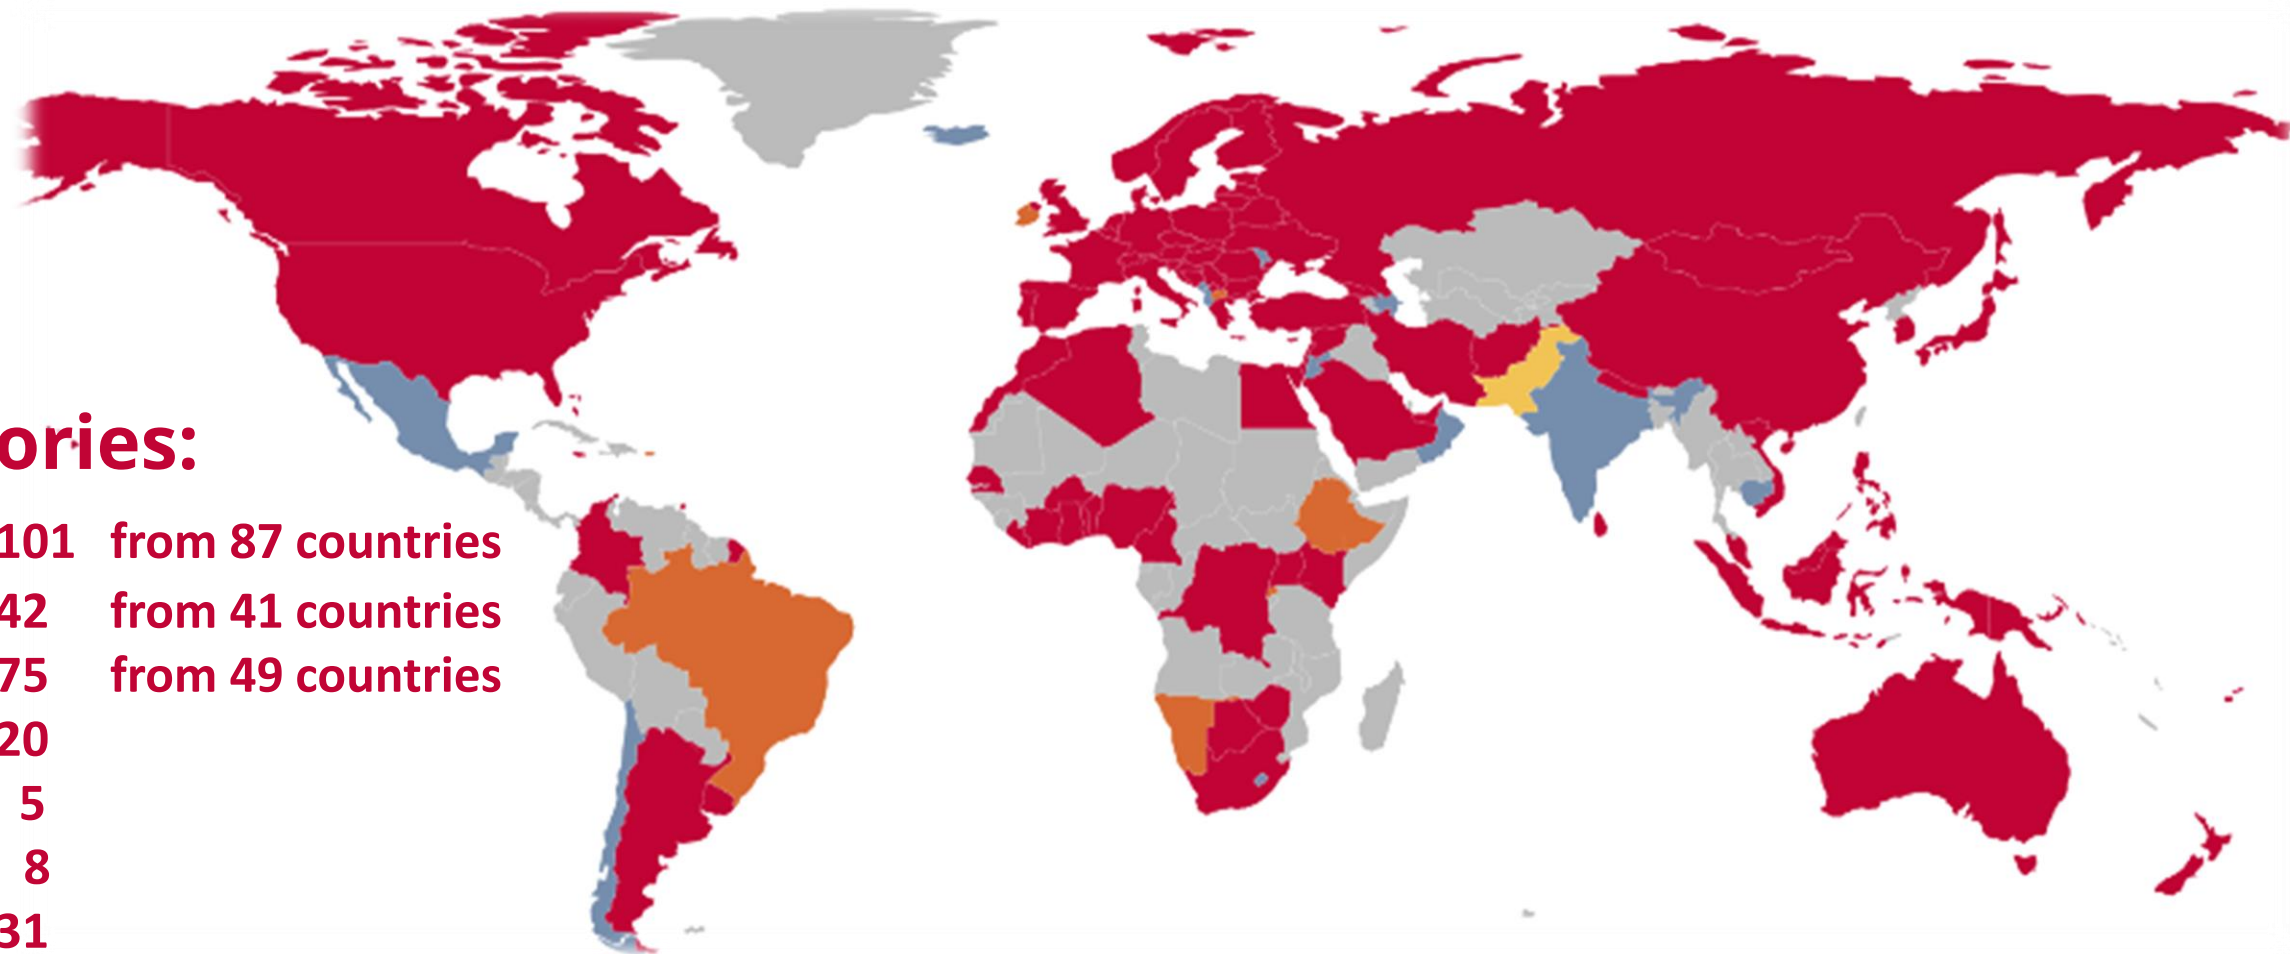 ories:
101 from 87 countries
42 from 41 countries
75 from 49 countries
20
5
8
31